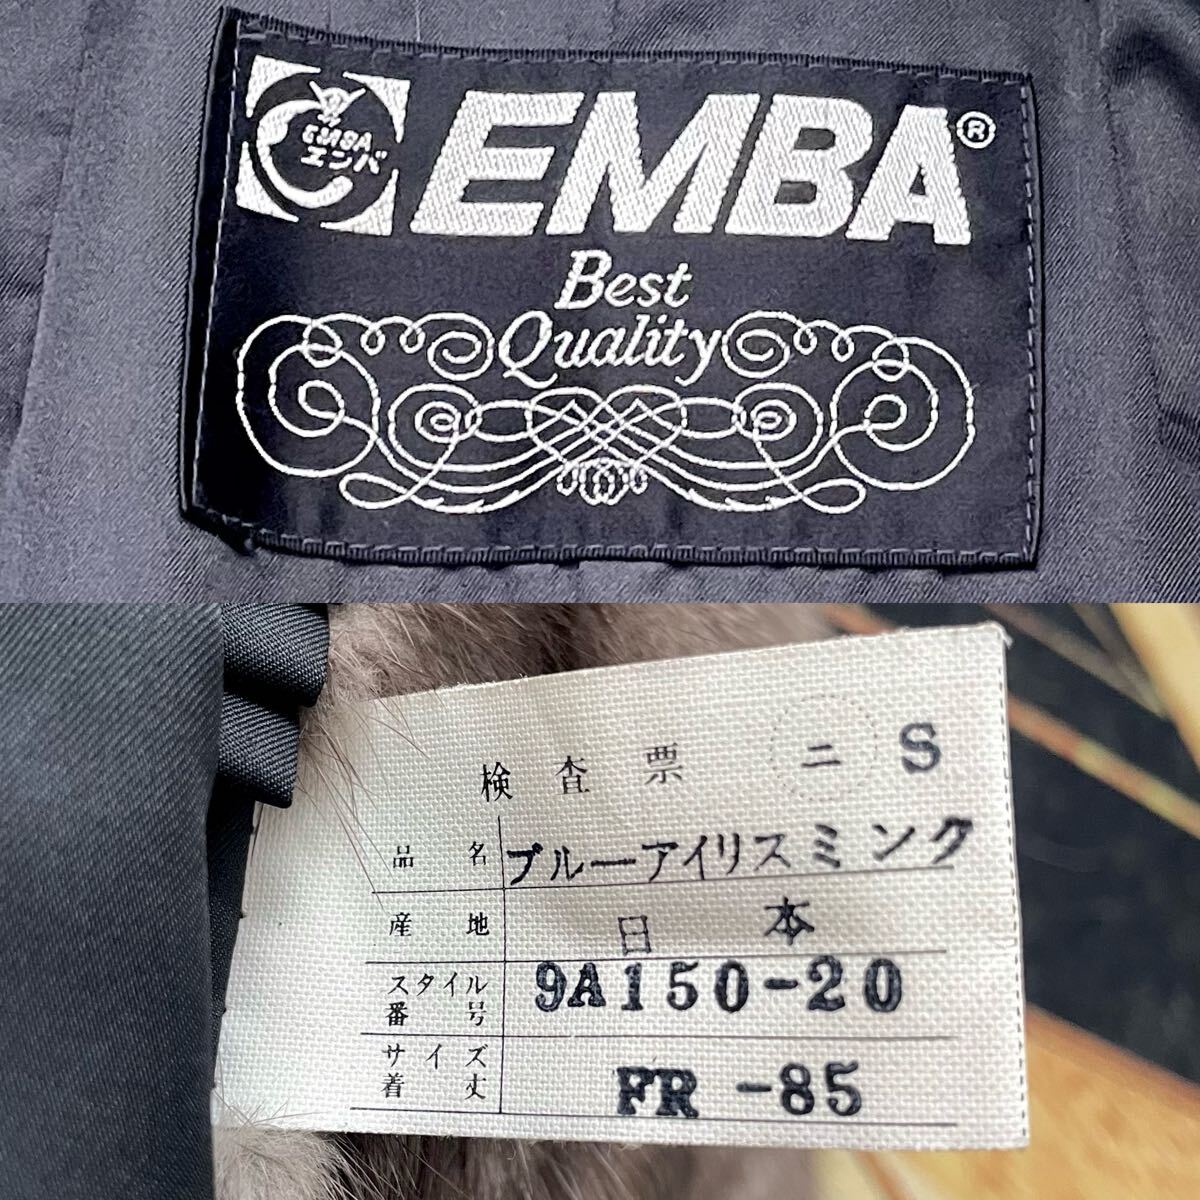 EMBA
エンバ
EMBA®
Best
Quality
検査票 ニ S
品名 ブルーアイリスミンク
産地 日本
スタイル番号 9A150-20
サイズ着丈 FR -85